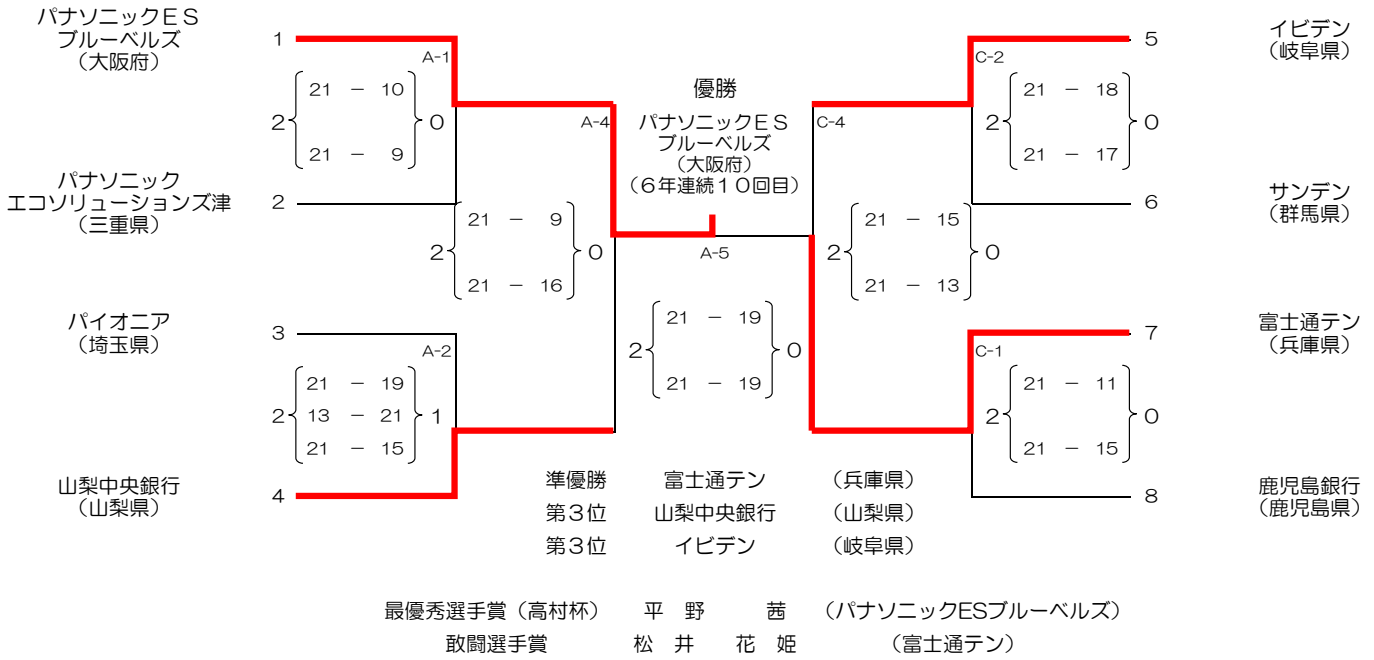 パナソニックＥＳ
ブルーベルズ
（大阪府）
1
A-1
21 － 10
2 0
21 － 9
パナソニック
エコソリューションズ津
（三重県）
2
A-4
21 － 9
2 0
21 － 16
パイオニア
（埼玉県）
3
A-2
21 － 19
2 13 － 21 1
21 － 15
山梨中央銀行
（山梨県）
4
優勝
パナソニックＥＳ
ブルーベルズ
（大阪府）
（６年連続１０回目）
A-5
21 － 19
2 0
21 － 19
イビデン
（岐阜県）
5
C-2
21 － 18
2 0
21 － 17
サンデン
（群馬県）
6
C-4
21 － 15
2 0
21 － 13
富士通テン
（兵庫県）
7
C-1
21 － 11
2 0
21 － 15
鹿児島銀行
（鹿児島県）
8
準優勝 富士通テン （兵庫県）
第３位 山梨中央銀行 （山梨県）
第３位 イビデン （岐阜県）
最優秀選手賞（高村杯） 平 野 茜 （パナソニックESブルーベルズ）
敢闘選手賞 松 井 花 姫 （富士通テン）